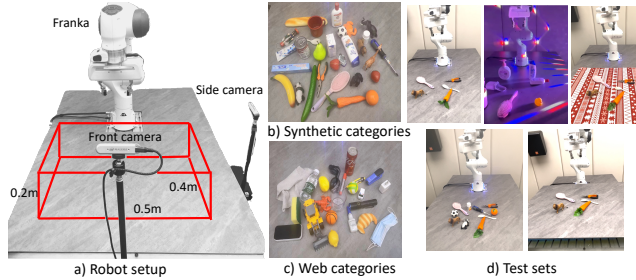 Franka
Side camera
Front camera
0.2m
0.4m
0.5m
a) Robot setup
b) Synthetic categories
c) Web categories
d) Test sets